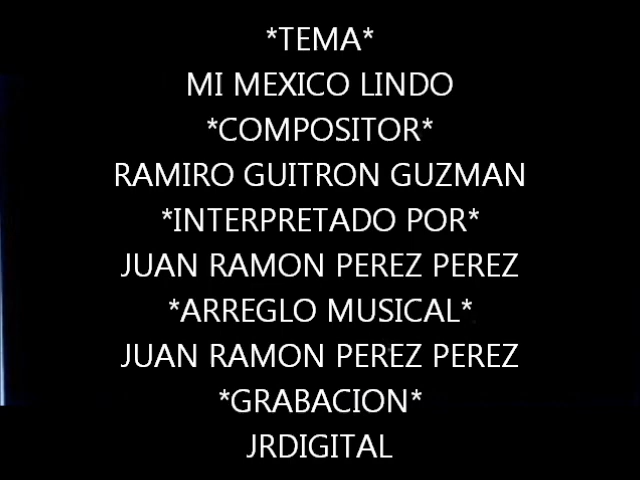 *TEMA*
MI MEXICO LINDO
*COMPOSITOR*
RAMIRO GUITRON GUZMAN
*INTERPRETADO POR*
JUAN RAMON PEREZ PEREZ
*ARREGLO MUSICAL*
JUAN RAMON PEREZ PEREZ
*GRABACION*
JRDIGITAL